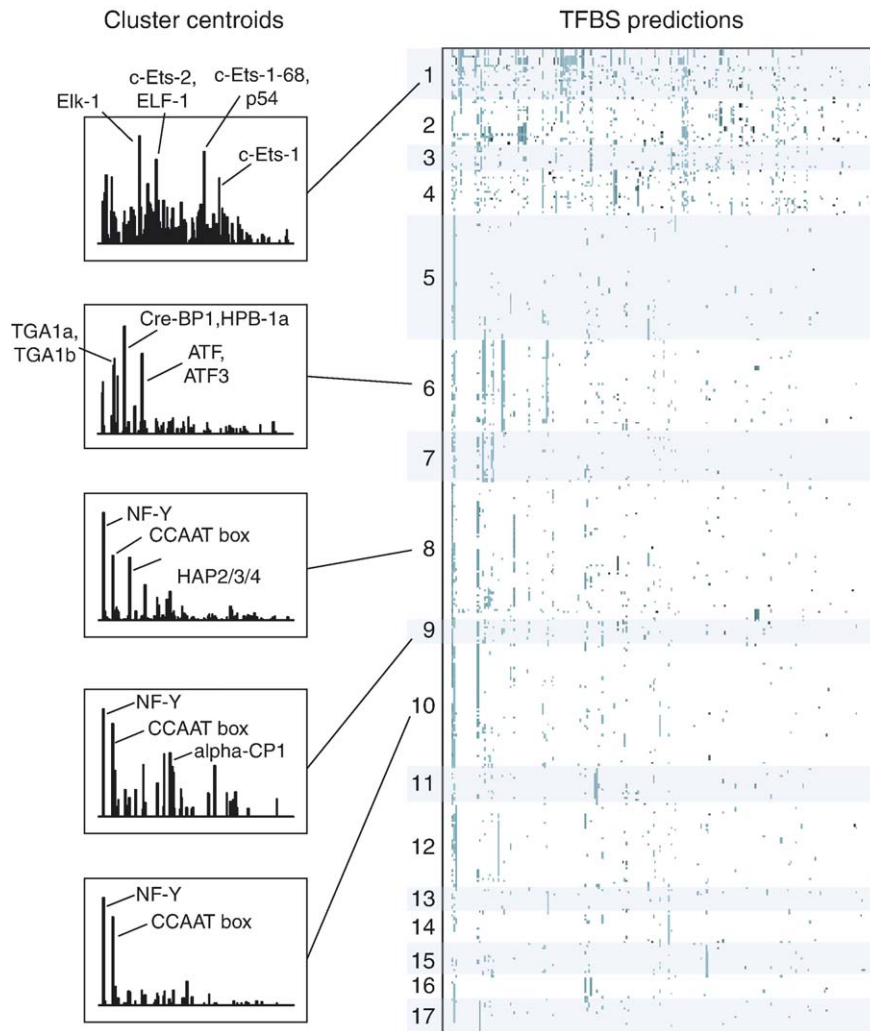 Cluster centroids
TFBS predictions
c-Ets-2,
ELF-1
c-Ets-1-68,
p54
Elk-1
c-Ets-1
TGA1a,
TGA1b
Cre-BP1,HPB-1a
ATF,
ATF3
NF-Y
CCAAT box
HAP2/3/4
NF-Y
CCAAT box
alpha-CP1
NF-Y
CCAAT box
1
2
3
4
5
6
7
8
9
10
11
12
13
14
15
16
17